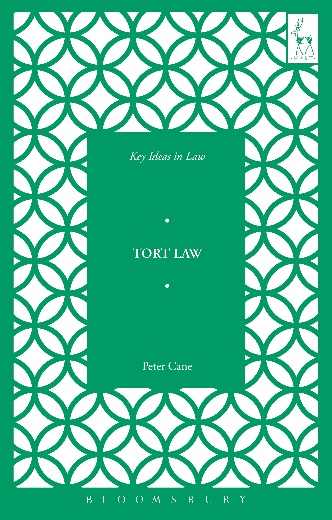 Key Ideas in Law
TORT LAW
Peter Cane
BLOOMSBURY